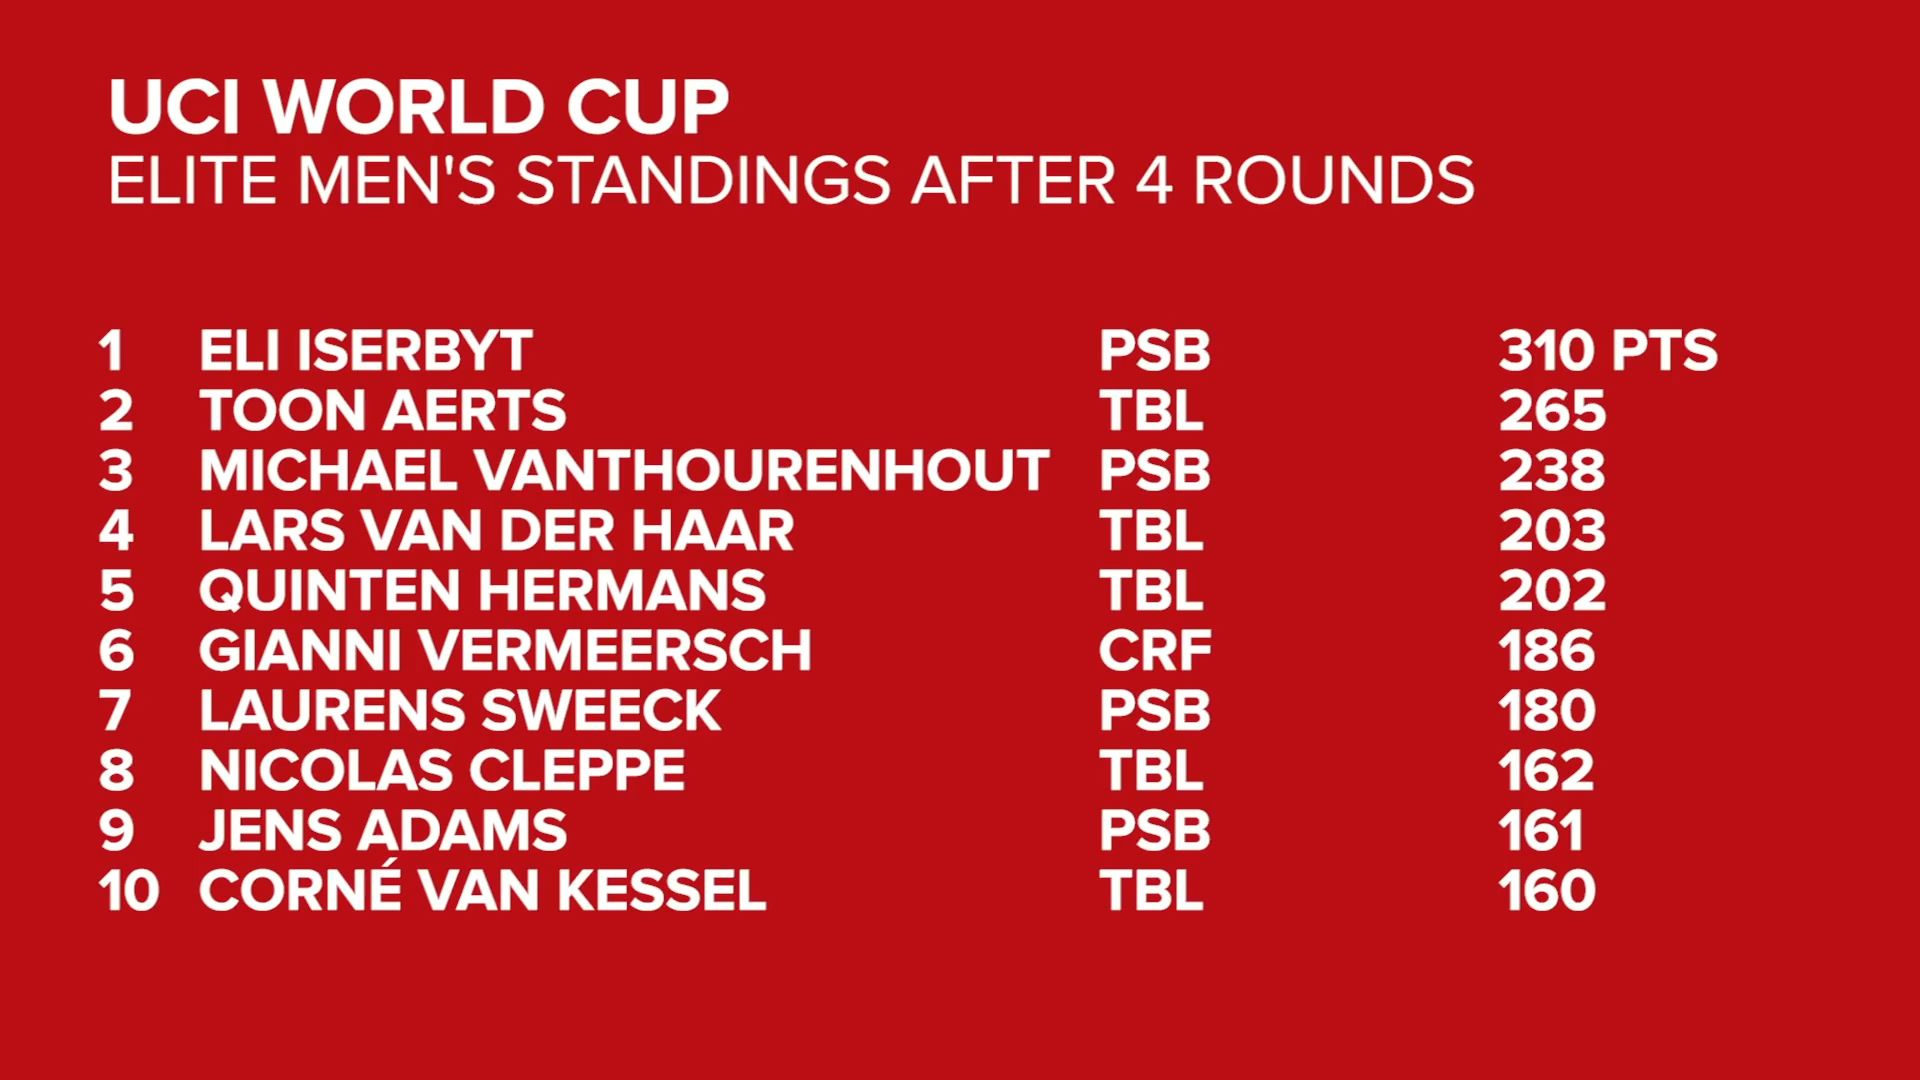 UCI WORLD CUP
ELITE MEN'S STANDINGS AFTER 4 ROUNDS
1 ELI ISERBYT PSB 310 PTS
2 TOON AERTS TBL 265
3 MICHAEL VANTHOURENHOUT PSB 238
4 LARS VAN DER HAAR TBL 203
5 QUINTEN HERMANS TBL 202
6 GIANNI VERMEERSCH CRF 186
7 LAURENS SWEECK PSB 180
8 NICOLAS CLEPPE TBL 162
9 JENS ADAMS PSB 161
10 CORNÉ VAN KESSEL TBL 160